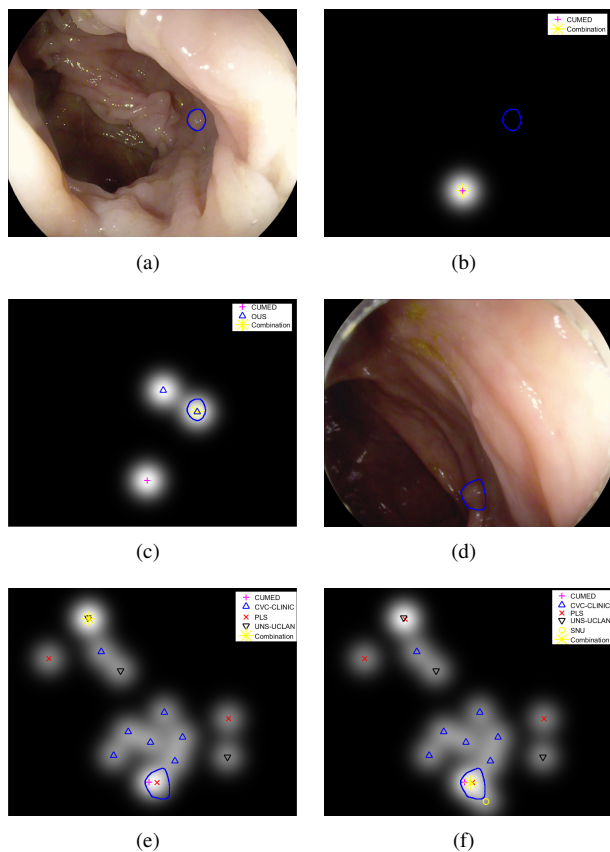 CUMED
Combination
(a)
(b)
CUMED
OUS
Combination
(c)
(d)
CUMED
CVC-CLINIC
PLS
UNS-UCLAN
Combination
CUMED
CVC-CLINIC
PLS
UNS-UCLAN
SNU
Combination
(e)
(f)